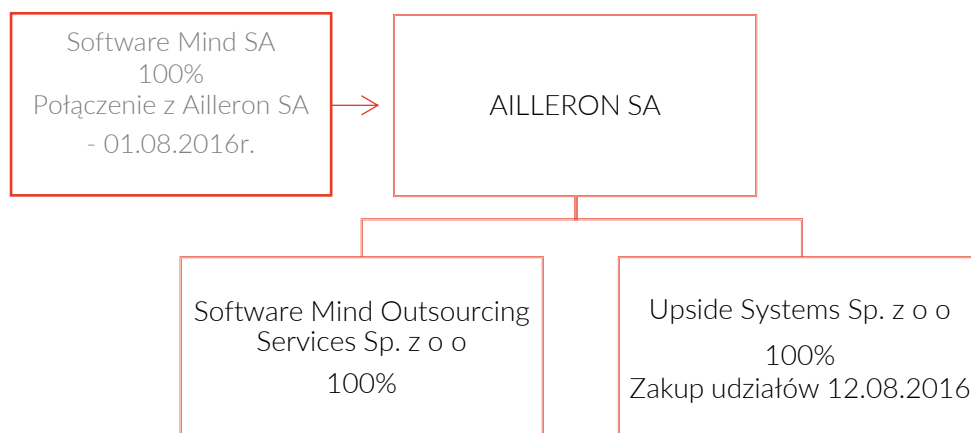 Software Mind SA
100%
Połączenie z Ailleron SA
- 01.08.2016r.
AILLERON SA
Software Mind Outsourcing
Services Sp. z o o
100%
Upside Systems Sp. z o o
100%
Zakup udziałów 12.08.2016